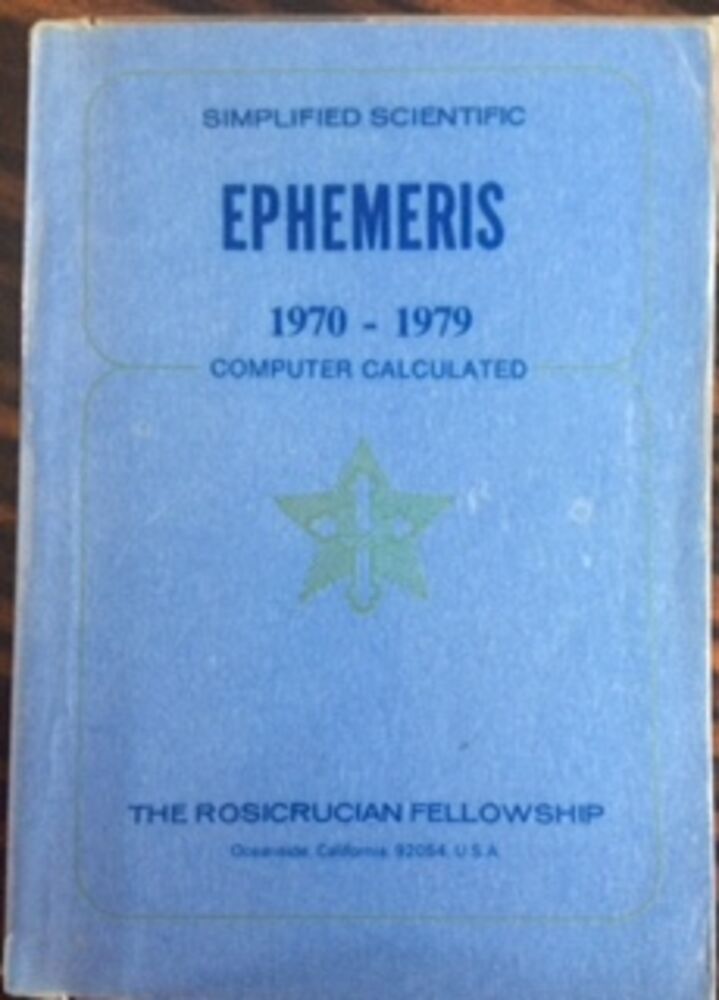 SIMPLIFIED SCIENTIFIC
EPHEMERIS
1970 - 1979
COMPUTER CALCULATED
THE ROSICRUCIAN FELLOWSHIP
Oceanside, California, 92054, U.S.A.